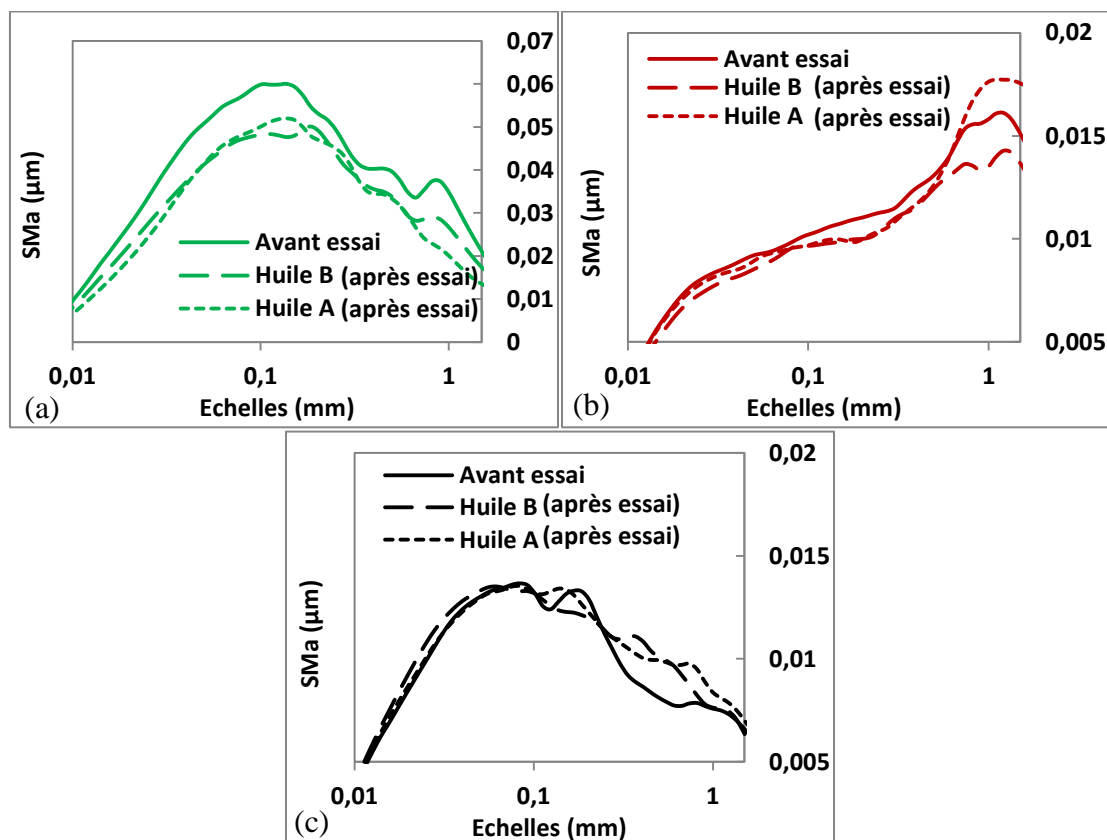 0,07
0,06
0,05
0,04
0,03
0,02
0,01
0
SMa (µm)
Avant essai
Huile B (après essai)
Huile A (après essai)
0,01 0,1 1
Echelles (mm)
(a)
0,02
0,015
0,01
0,005
SMa (µm)
Avant essai
Huile B (après essai)
Huile A (après essai)
0,01 0,1 1
Echelles (mm)
(b)
0,02
0,015
0,01
0,005
SMa (µm)
Avant essai
Huile B (après essai)
Huile A (après essai)
0,01 0,1 1
Echelles (mm)
(c)